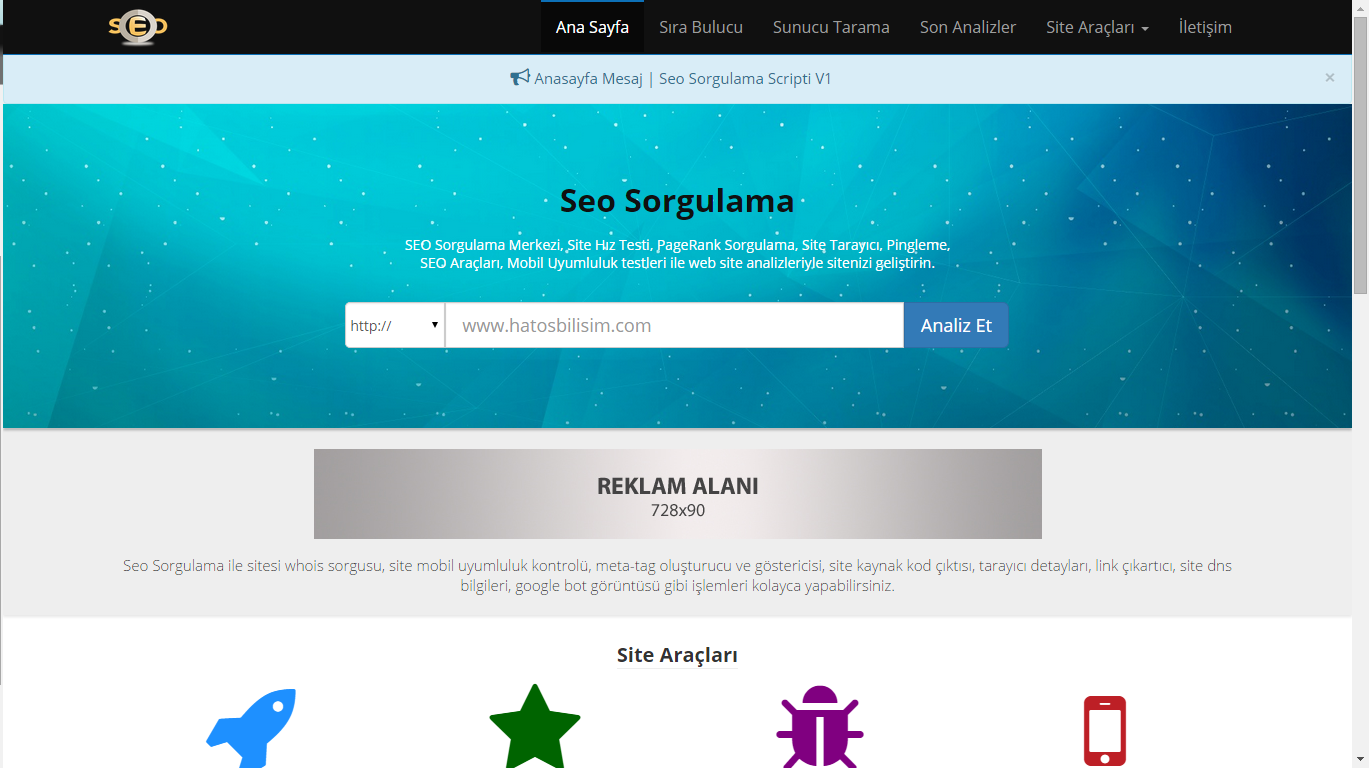 SEO
Ana Sayfa
Sıra Bulucu
Sunucu Tarama
Son Analizler
Site Araçları
İletişim
Anasayfa Mesaj | Seo Sorgulama Scripti V1
×
Seo Sorgulama
SEO Sorgulama Merkezi, Site Hız Testi, PageRank Sorgulama, Site Tarayıcı, Pingleme,
SEO Araçları, Mobil Uyumluluk testleri ile web site analizleriyle sitenizi geliştirin.
http://
www.hatosbilisim.com
Analiz Et
REKLAM ALANI
728x90
Seo Sorgulama ile sitesi whois sorgusu, site mobil uyumluluk kontrolü, meta-tag oluşturucu ve göstericisi, site kaynak kod çıktısı, tarayıcı detayları, link çıkartıcı, site dns
bilgileri, google bot görüntüsü gibi işlemleri kolayca yapabilirsiniz.
Site Araçları